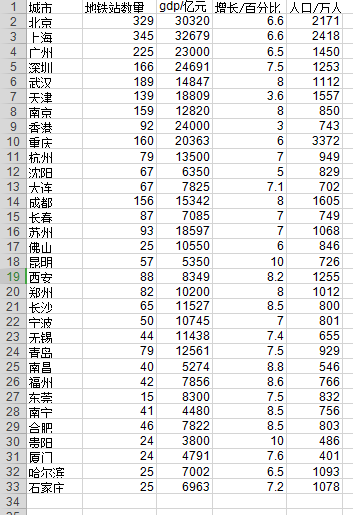 1 城市 地铁站数量 gdp/亿元 增长/百分比 人口/万人
2 北京 329 30320 6.6 2171
3 上海 345 32679 6.6 2418
4 广州 225 23000 6.5 1450
5 深圳 166 24691 7.5 1253
6 武汉 189 14847 8 1112
7 天津 139 18809 3.6 1557
8 南京 159 12820 8 850
9 香港 92 24000 3 743
10 重庆 160 20363 6 3372
11 杭州 79 13500 7 949
12 沈阳 67 6350 5 829
13 大连 67 7825 7.1 702
14 成都 156 15342 8 1605
15 长春 87 7085 7 749
16 苏州 93 18597 7 1068
17 佛山 25 10550 6 846
18 昆明 57 5350 10 726
19 西安 88 8349 8.2 1255
20 郑州 82 10200 8 1012
21 长沙 65 11527 8.5 800
22 宁波 50 10745 7 801
23 无锡 44 11438 7.4 655
24 青岛 79 12561 7.5 929
25 南昌 40 5274 8.8 546
26 福州 42 7856 8.6 766
27 东莞 15 8300 7.5 832
28 南宁 41 4480 8.5 756
29 合肥 46 7822 8.5 803
30 贵阳 24 3800 10 486
31 厦门 24 4791 7.6 401
32 哈尔滨 25 7002 6.5 1093
33 石家庄 25 6963 7.2 1078
34